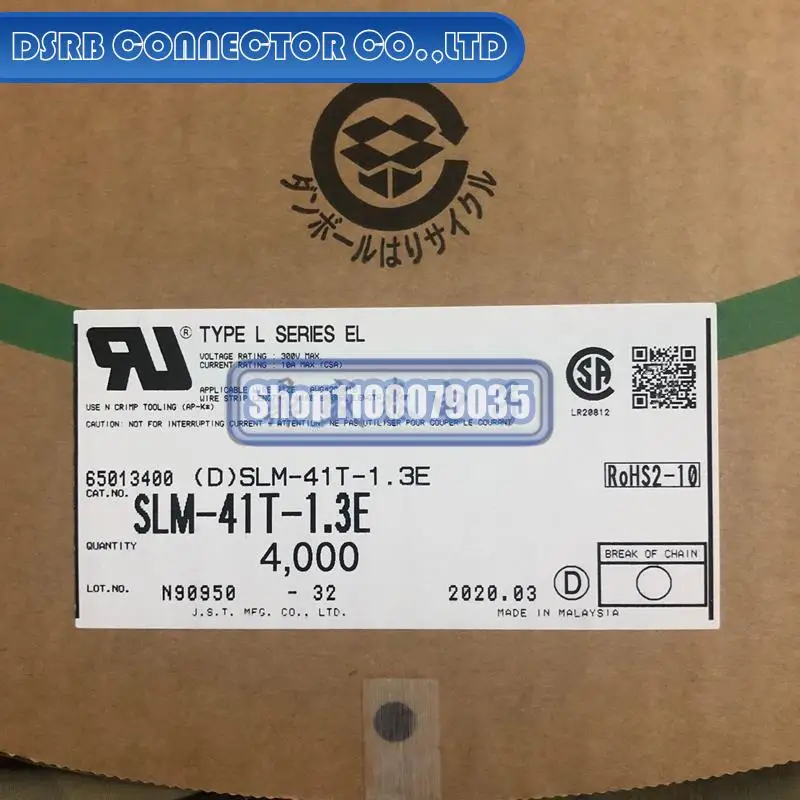 DSRB CONNECTOR CO.,LTD
ダンボールはリサイクル
® TYPE L SERIES EL
VOLTAGE RATING : 300V MAX
CURRENT RATING : 10A MAX (CSA)
APPLICABLE
WIRE STRIP
USE N CRIMP TOOLING (AP-K※)
Shop1100079035
CAUTION: NOT FOR INTERRUPTING CURRENT ATTENTION: NE PAS UTILISER POUR COUPER LE COURANT
LR20812
65013400 (D)SLM-41T-1.3E
RoHS2-10
CAT.NO. SLM-41T-1.3E
QUANTITY 4,000
BREAK OF CHAIN
LOT.NO. N90950 - 32 2020.03 D
J.S.T. MFG. CO., LTD. MADE IN MALAYSIA